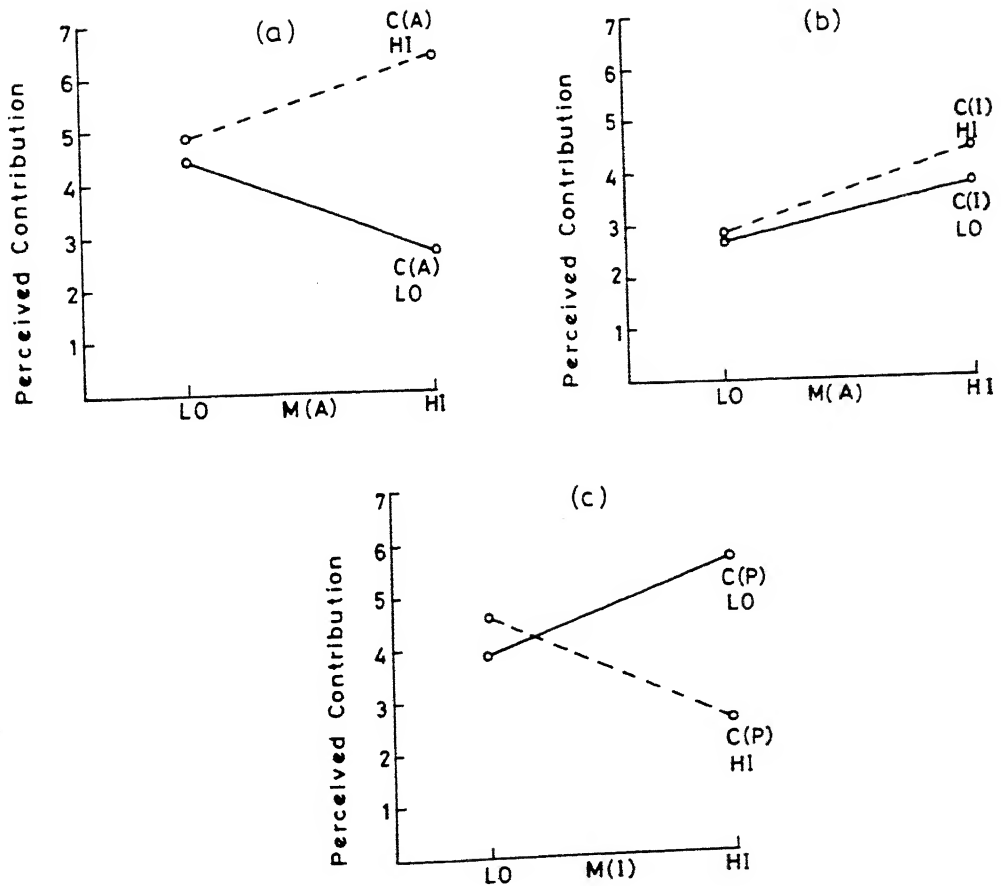 (a)
C(A)
HI
7
6
5
4
3
2
1
Perceived Contribution
C(A)
LO
LO
M(A)
HI
(b)
7
6
5
4
3
2
1
Perceived Contribution
C(I)
HI
C(I)
LO
LO
M(A)
HI
(c)
7
6
5
4
3
2
1
Perceived Contribution
C(P)
LO
C(P)
HI
LO
M(I)
HI